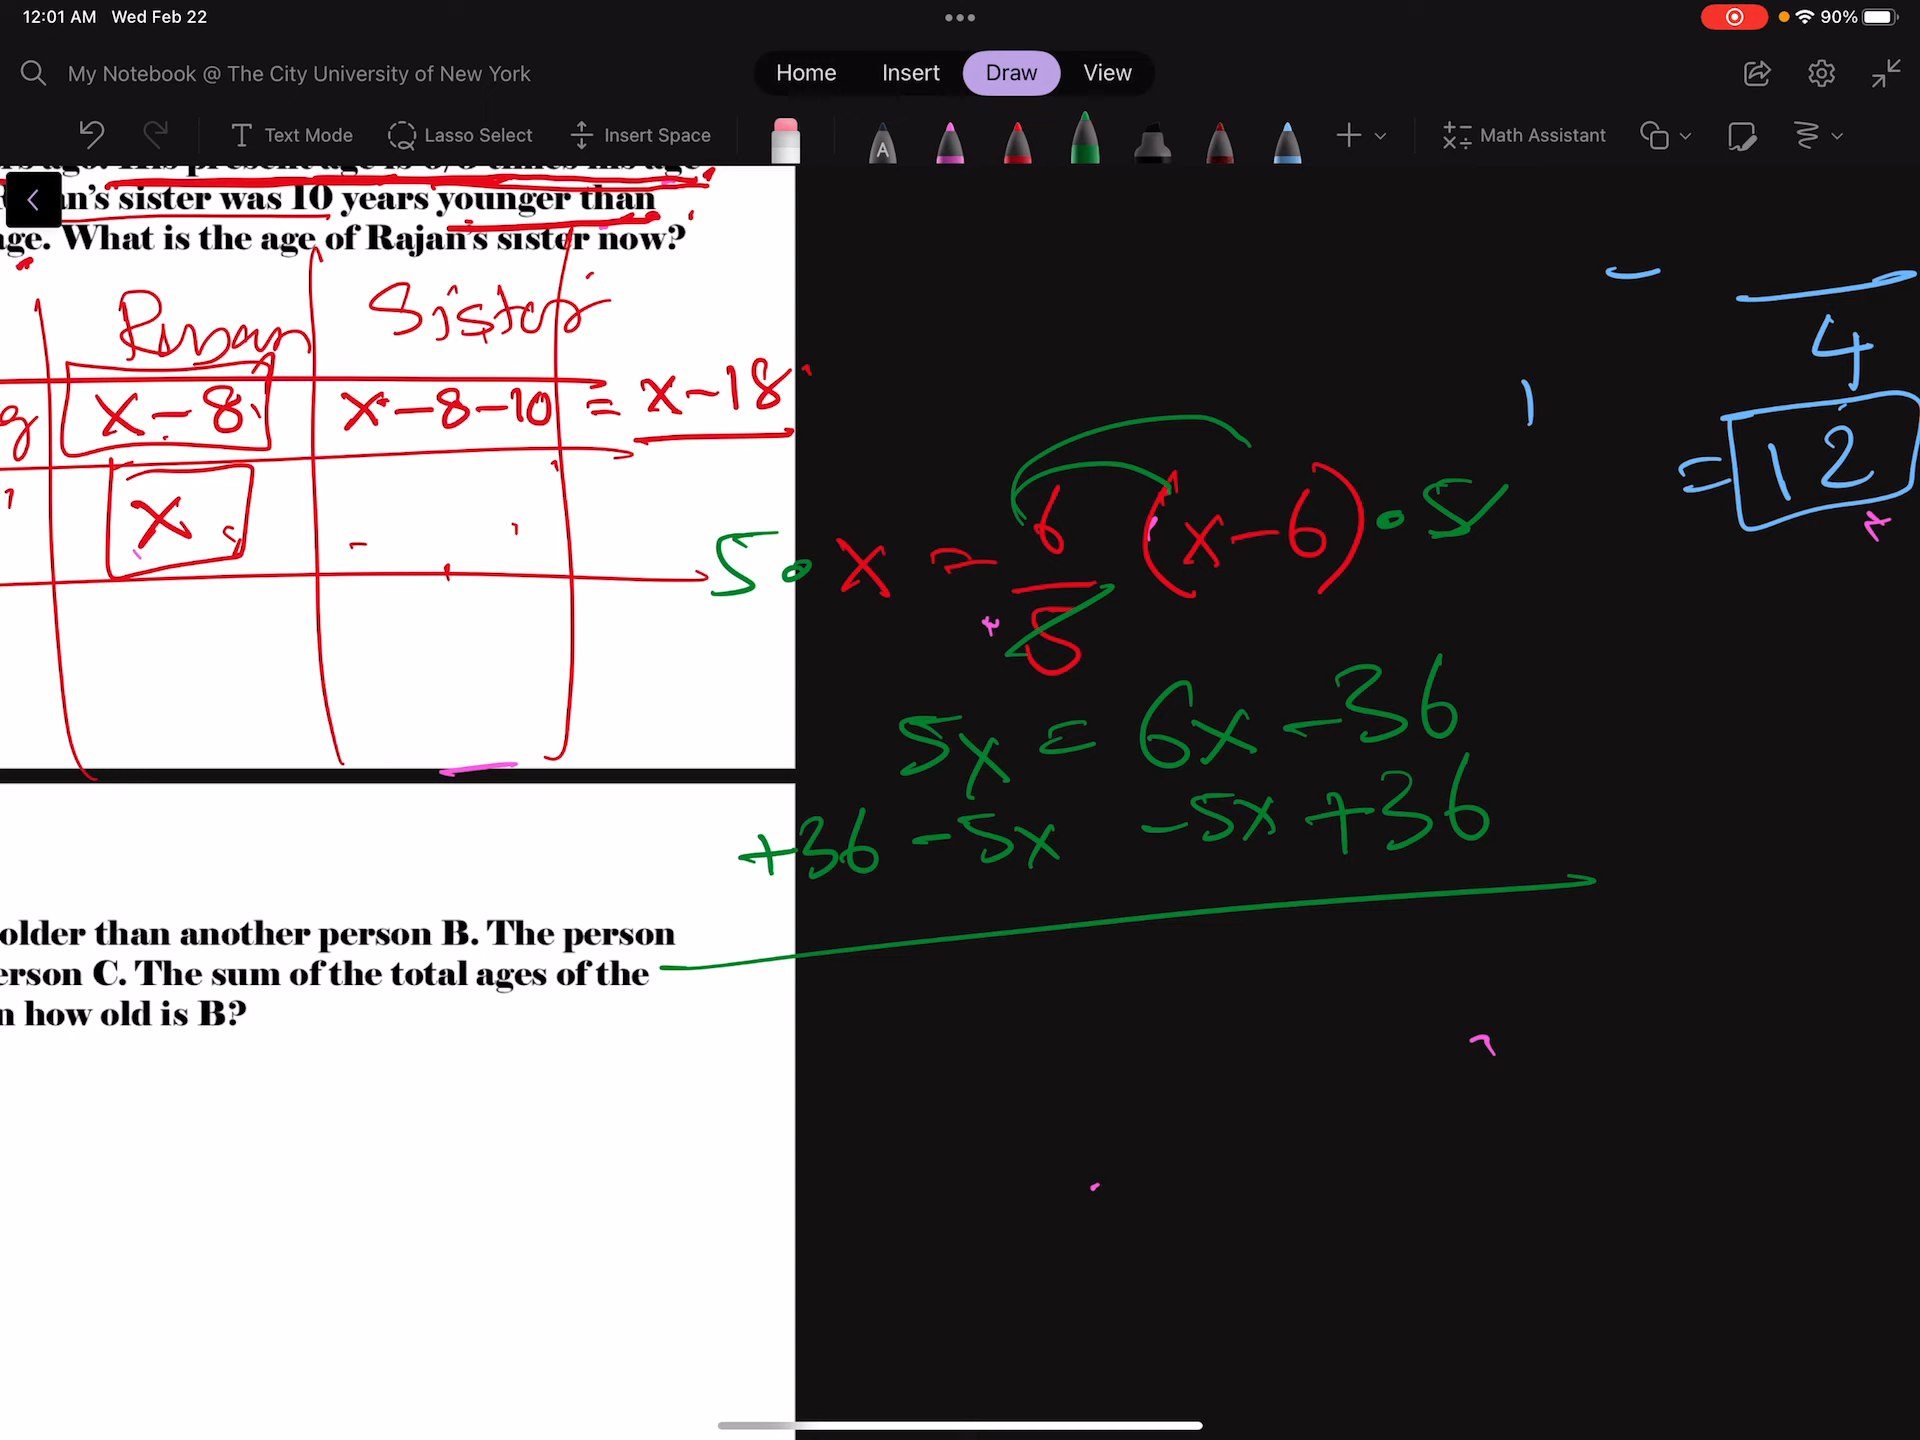 12:01 AM Wed Feb 22
90%
My Notebook @ The City University of New York
Home Insert Draw View
Text Mode Lasso Select Insert Space
A
Math Assistant
an's sister was 10 years younger than
age. What is the age of Rajan's sister now?
Rajan Sister
x-8 x-8-10 = x-18
x
4
= 12
5 • x = 6/5 (x-6) • 5
5x = 6x - 36
+36 -5x -5x +36
older than another person B. The person
erson C. The sum of the total ages of the
n how old is B?